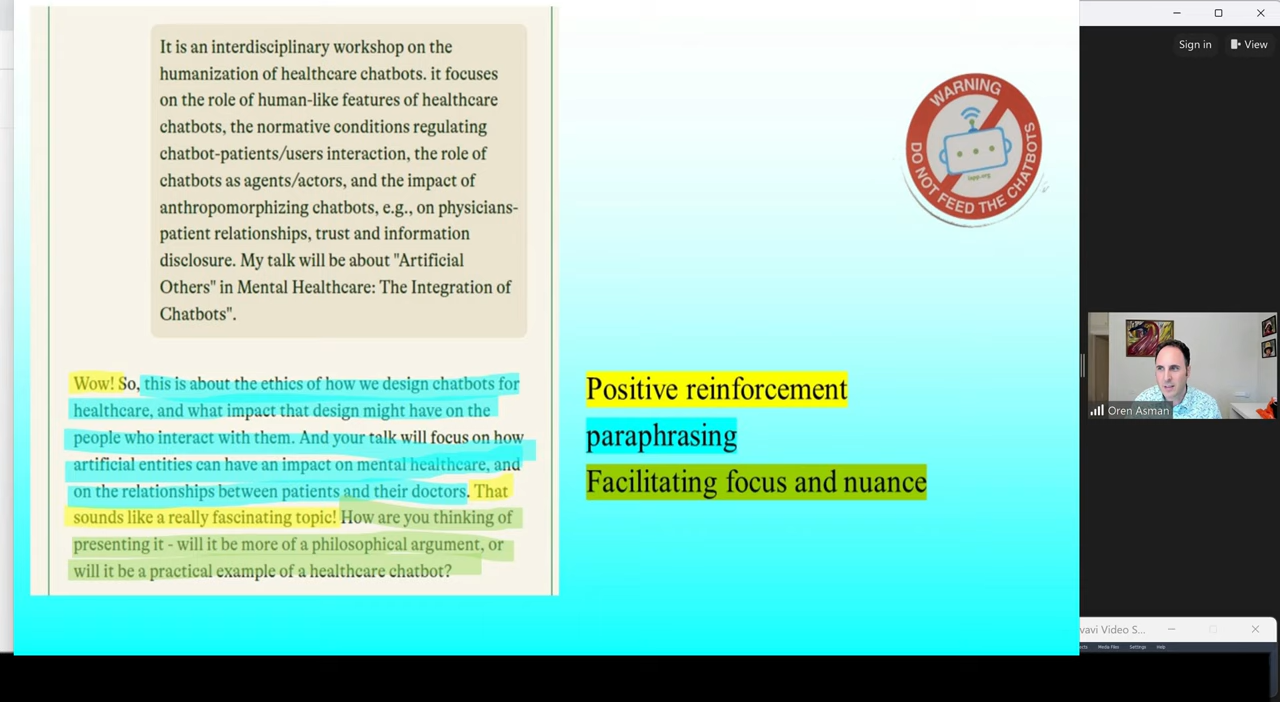 It is an interdisciplinary workshop on the
humanization of healthcare chatbots. it focuses
on the role of human-like features of healthcare
chatbots, the normative conditions regulating
chatbot-patients/users interaction, the role of
chatbots as agents/actors, and the impact of
anthropomorphizing chatbots, e.g., on physicians-
patient relationships, trust and information
disclosure. My talk will be about "Artificial
Others" in Mental Healthcare: The Integration of
Chatbots".
Wow! So, this is about the ethics of how we design chatbots for
healthcare, and what impact that design might have on the
people who interact with them. And your talk will focus on how
artificial entities can have an impact on mental healthcare, and
on the relationships between patients and their doctors. That
sounds like a really fascinating topic! How are you thinking of
presenting it - will it be more of a philosophical argument, or
will it be a practical example of a healthcare chatbot?
Positive reinforcement
paraphrasing
Facilitating focus and nuance
WARNING
DO NOT FEED THE CHATBOTS
iapp.org
Sign in
View
Oren Asman
vavi Video S...
Media Files Settings Help